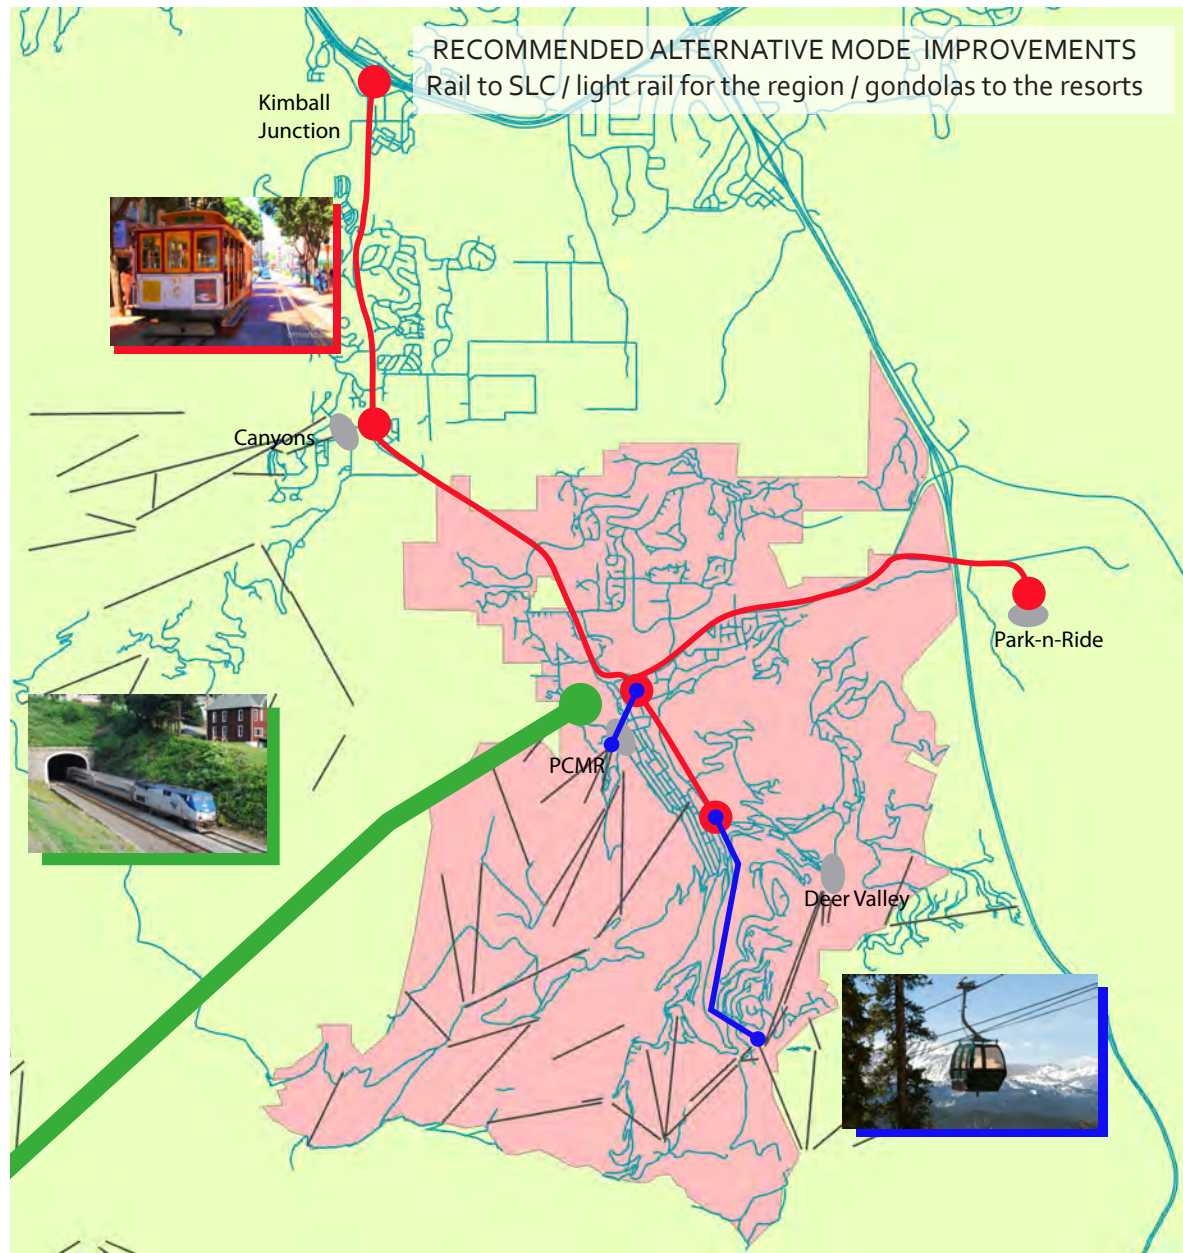 RECOMMENDED ALTERNATIVE MODE IMPROVEMENTS
Rail to SLC / light rail for the region / gondolas to the resorts
Kimball
Junction
Canyons
Park-n-Ride
PCMR
Deer Valley